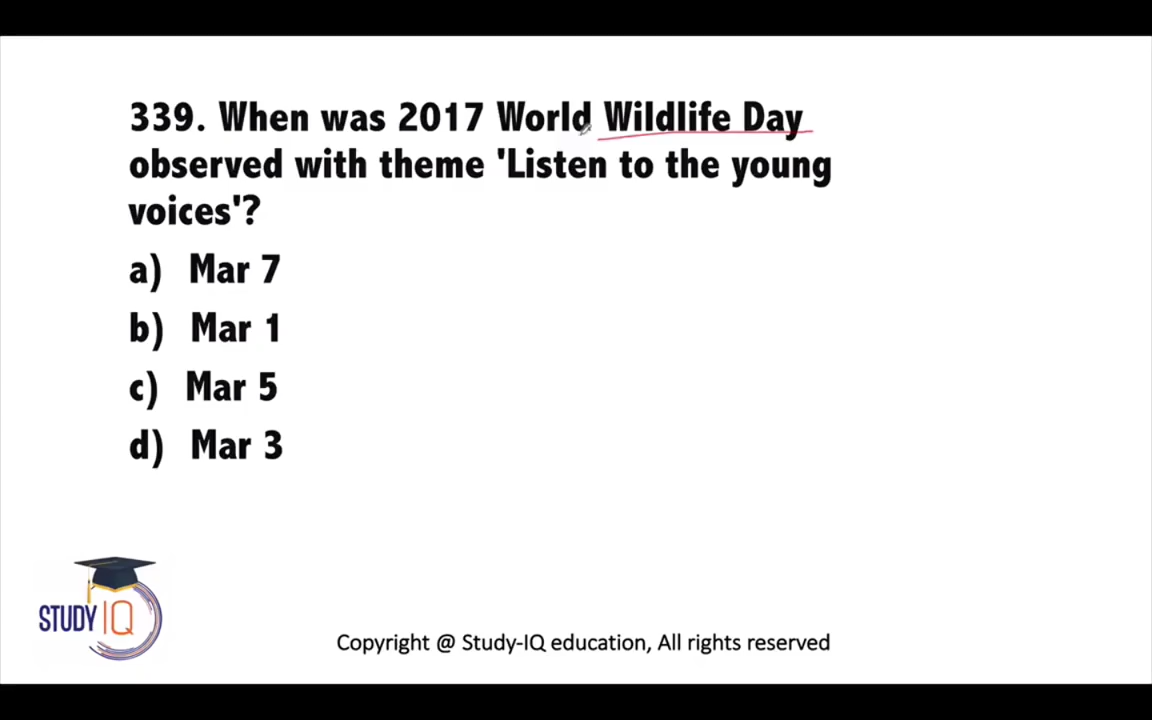 339. When was 2017 World Wildlife Day
observed with theme 'Listen to the young
voices'?
a) Mar 7
b) Mar 1
c) Mar 5
d) Mar 3
STUDY IQ
Copyright @ Study-IQ education, All rights reserved